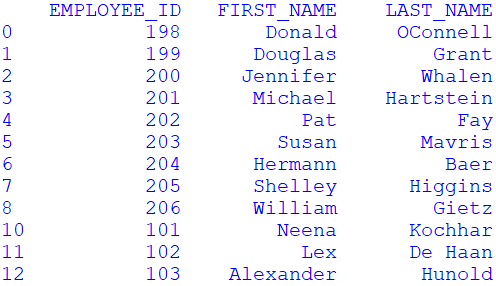 EMPLOYEE_ID FIRST_NAME LAST_NAME
0 198 Donald OConnell
1 199 Douglas Grant
2 200 Jennifer Whalen
3 201 Michael Hartstein
4 202 Pat Fay
5 203 Susan Mavris
6 204 Hermann Baer
7 205 Shelley Higgins
8 206 William Gietz
10 101 Neena Kochhar
11 102 Lex De Haan
12 103 Alexander Hunold